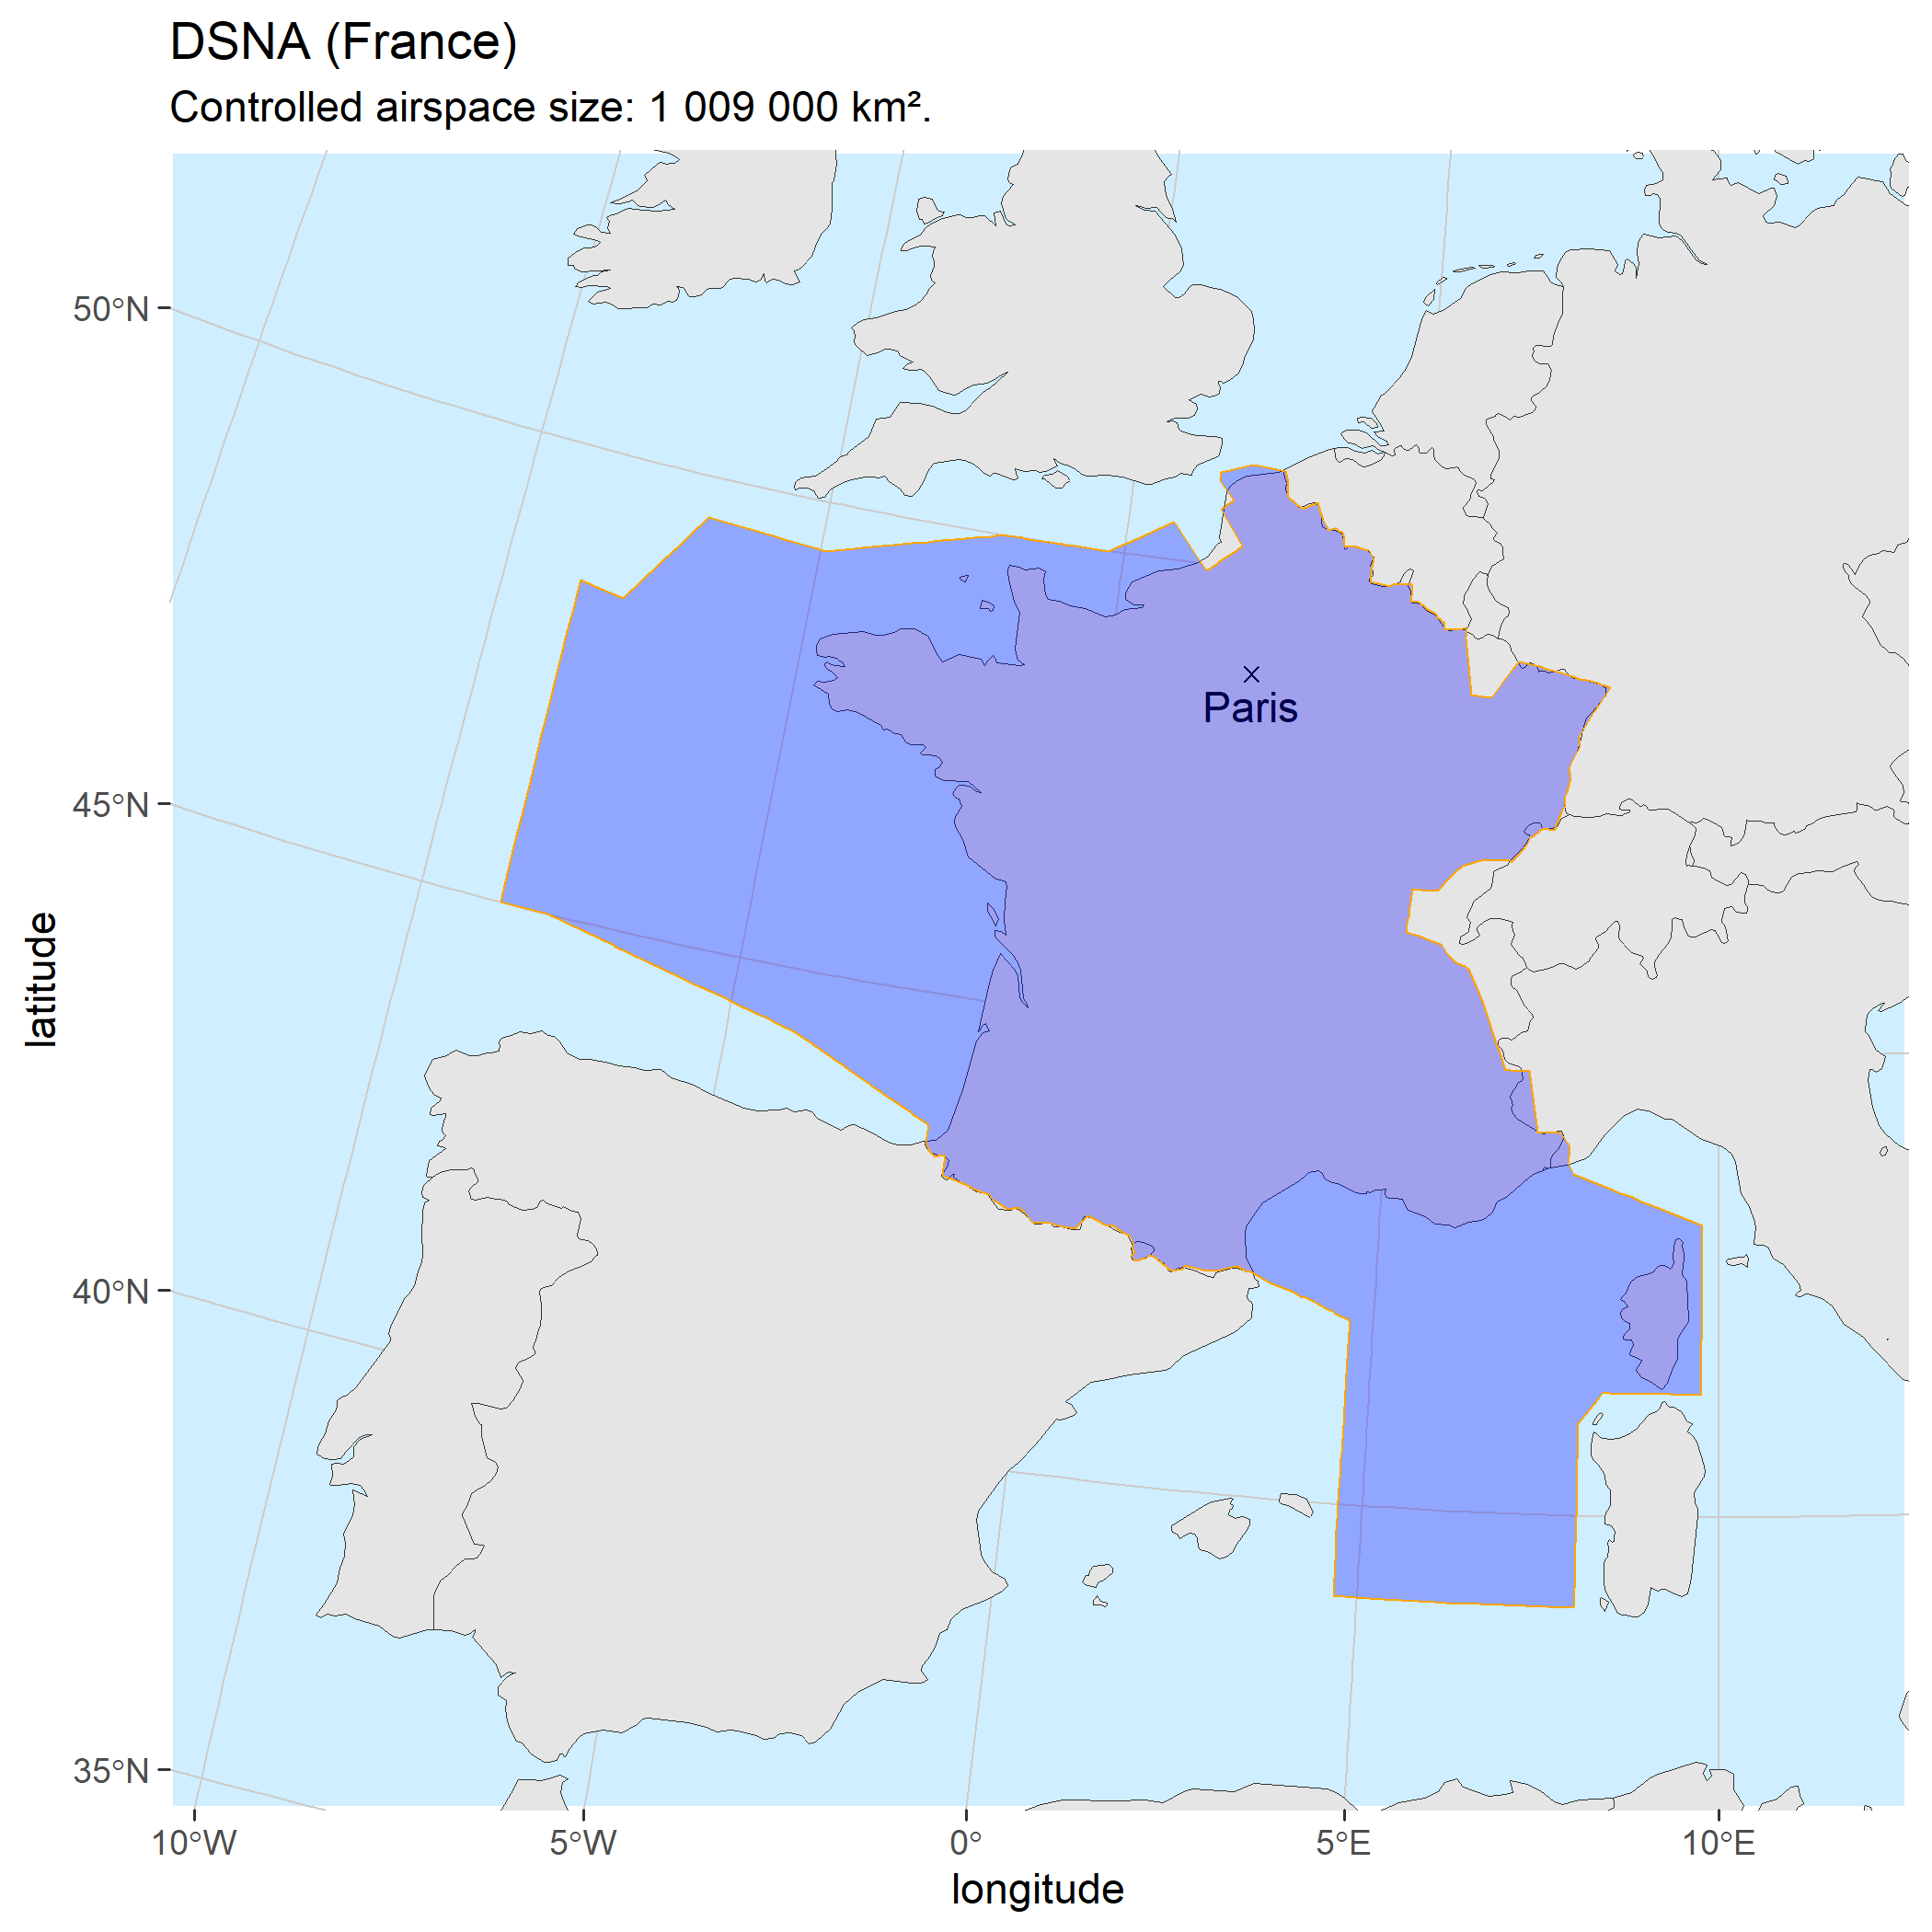 DSNA (France)
Controlled airspace size: 1 009 000 km².
50°N
45°N
40°N
35°N
latitude
Paris
10°W 5°W 0° 5°E 10°E
longitude